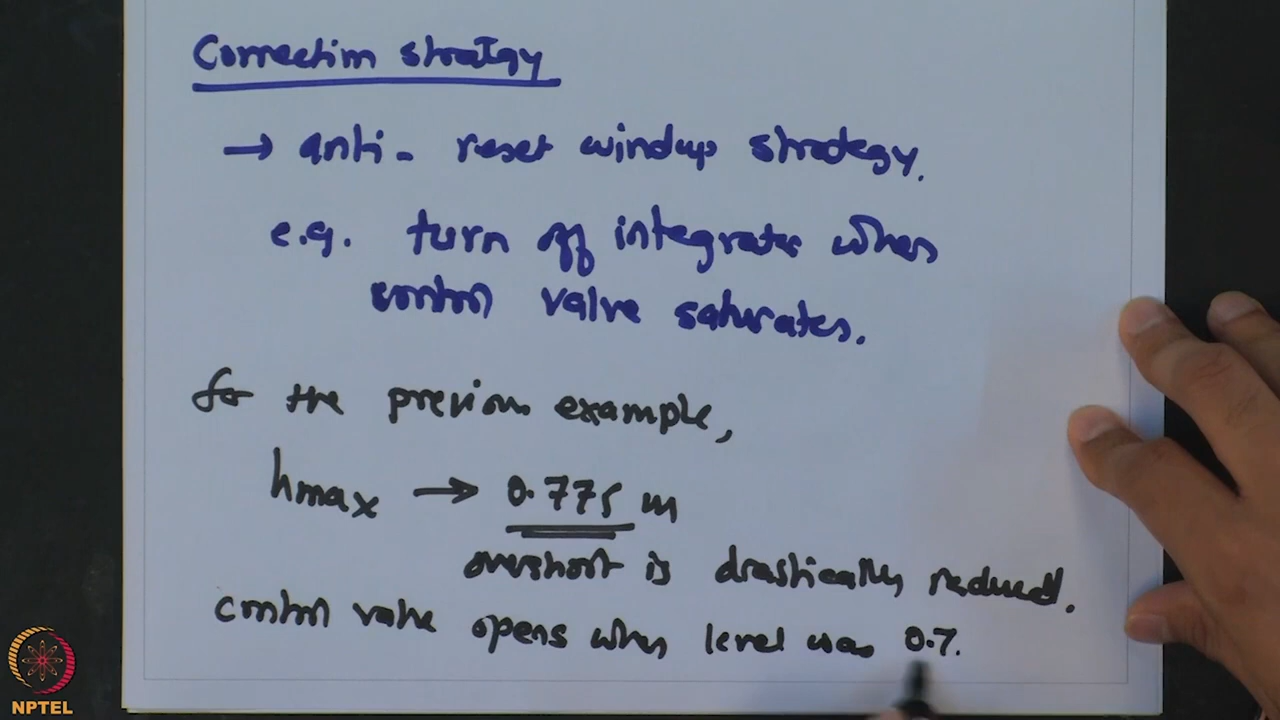 Correction strategy
→ anti-reset windup strategy.
e.g. turn off integrator when
control valve saturates.
for the previous example,
hmax → 0.775 m
overshoot is drastically reduced.
control valve opens when level was 0.7.
NPTEL